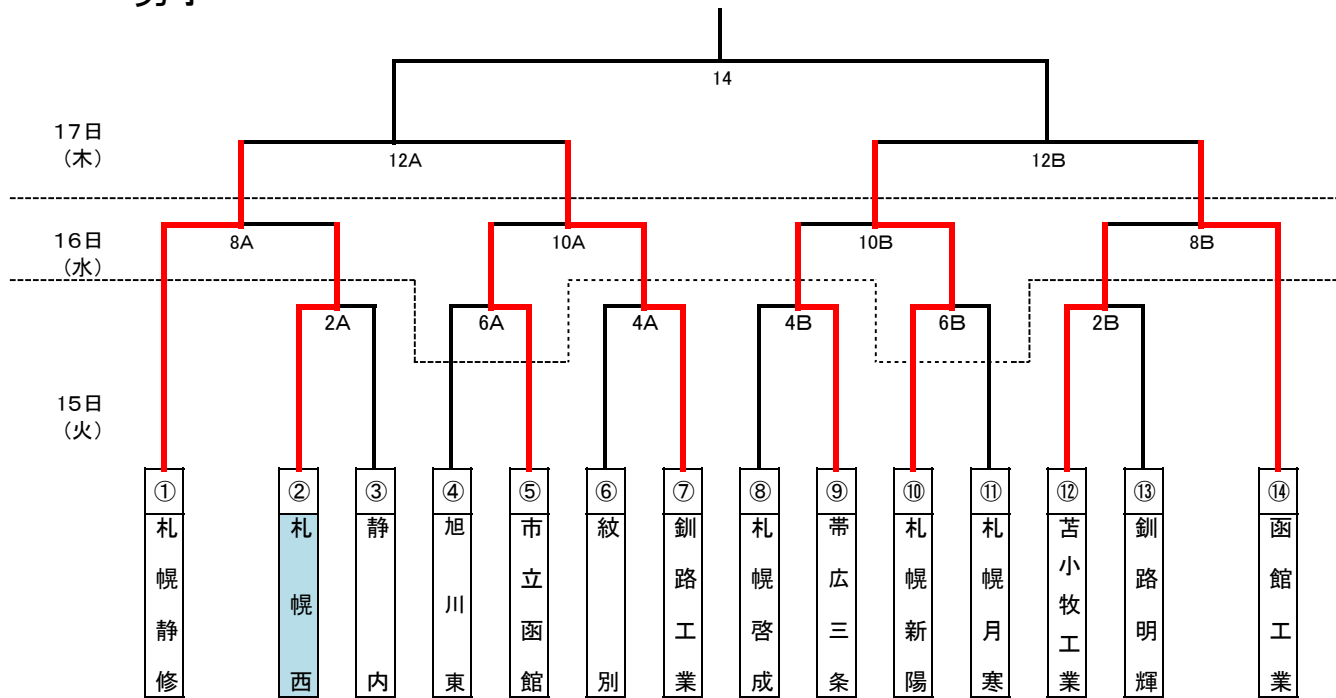 14
17日
（木）
12A
12B
16日
（水）
8A
10A
10B
8B
2A
6A
4A
4B
6B
2B
15日
（火）
① 札幌静修
② 札幌西
③ 静内
④ 旭川東
⑤ 市立函館
⑥ 紋別
⑦ 釧路工業
⑧ 札幌啓成
⑨ 帯広三条
⑩ 札幌新陽
⑪ 札幌月寒
⑫ 苫小牧工業
⑬ 釧路明輝
⑭ 函館工業